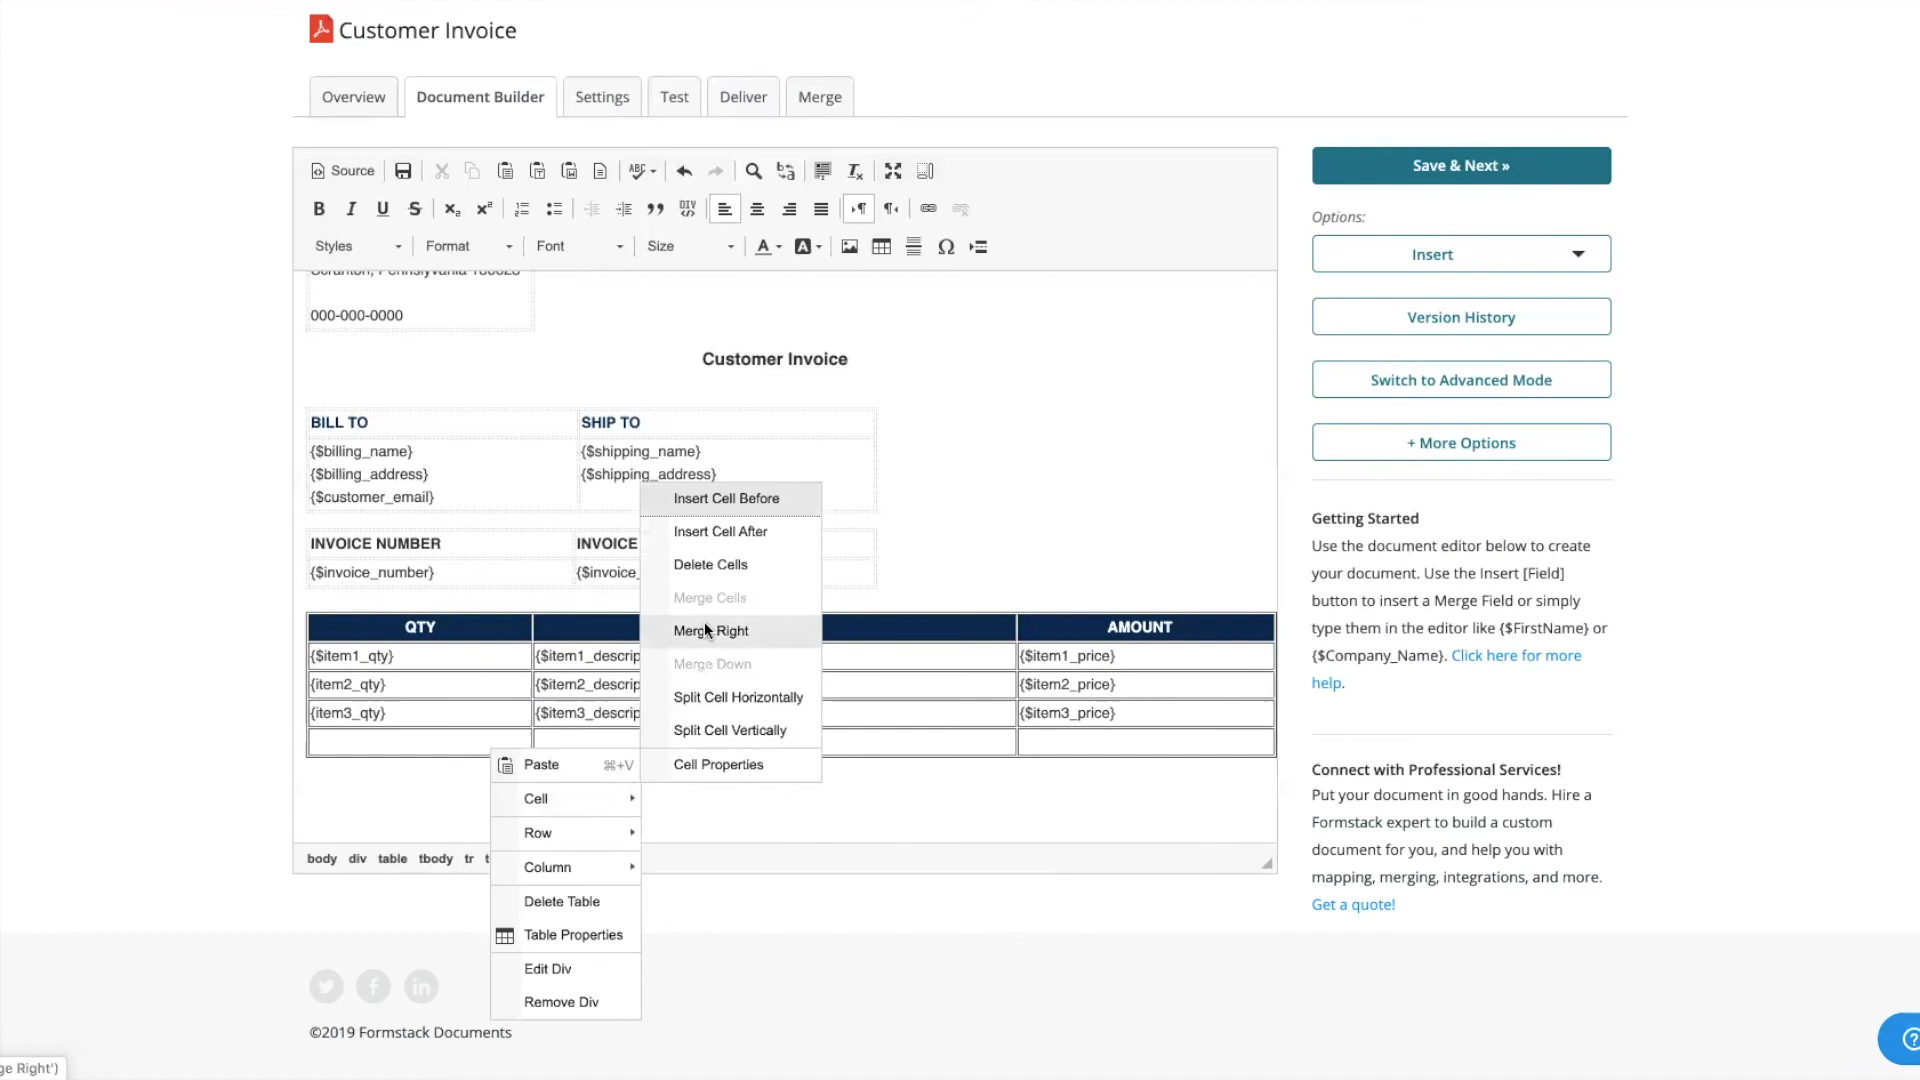 Customer Invoice
Overview
Document Builder
Settings
Test
Deliver
Merge
Source
ABC
B I U S
DIV
Styles
Format
Font
Size
Save & Next »
Options:
Insert
Version History
Switch to Advanced Mode
+ More Options
Scranton, Pennsylvania
000-000-0000
Customer Invoice
BILL TO
SHIP TO
{$billing_name}
{$shipping_name}
{$billing_address}
{$shipping_address}
{$customer_email}
INVOICE NUMBER
INVOICE
{$invoice_number}
{$invoice_
QTY
AMOUNT
{$item1_qty}
{$item1_descrip
{$item1_price}
{item2_qty}
{$item2_descrip
{$item2_price}
{item3_qty}
{$item3_descrip
{$item3_price}
Insert Cell Before
Insert Cell After
Delete Cells
Merge Cells
Merge Right
Merge Down
Split Cell Horizontally
Split Cell Vertically
Cell Properties
Paste ⌘+V
Cell
Row
Column
Delete Table
Table Properties
Edit Div
Remove Div
body div table tbody tr t
Getting Started
Use the document editor below to create
your document. Use the Insert [Field]
button to insert a Merge Field or simply
type them in the editor like {$FirstName} or
{$Company_Name}. Click here for more
help.
Connect with Professional Services!
Put your document in good hands. Hire a
Formstack expert to build a custom
document for you, and help you with
mapping, merging, integrations, and more.
Get a quote!
©2019 Formstack Documents
ge Right')